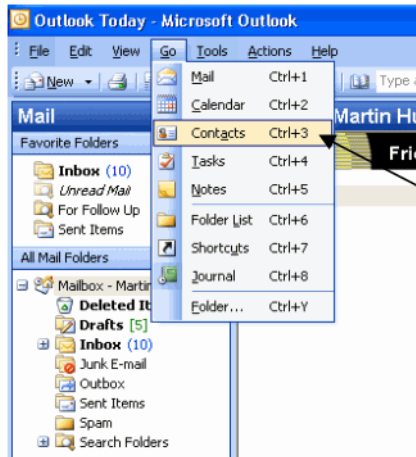 Outlook Today - Microsoft Outlook
File Edit View Go Tools Actions Help
New Type a
Mail Ctrl+1
Calendar Ctrl+2
Contacts Ctrl+3
Tasks Ctrl+4
Notes Ctrl+5
Folder List Ctrl+6
Shortcuts Ctrl+7
Journal Ctrl+8
Folder... Ctrl+Y
Mail
Martin Hu
Fri
Favorite Folders
Inbox (10)
Unread Mail
For Follow Up
Sent Items
All Mail Folders
Mailbox - Martin
Deleted It
Drafts [5]
Inbox (10)
Junk E-mail
Outbox
Sent Items
Spam
Search Folders